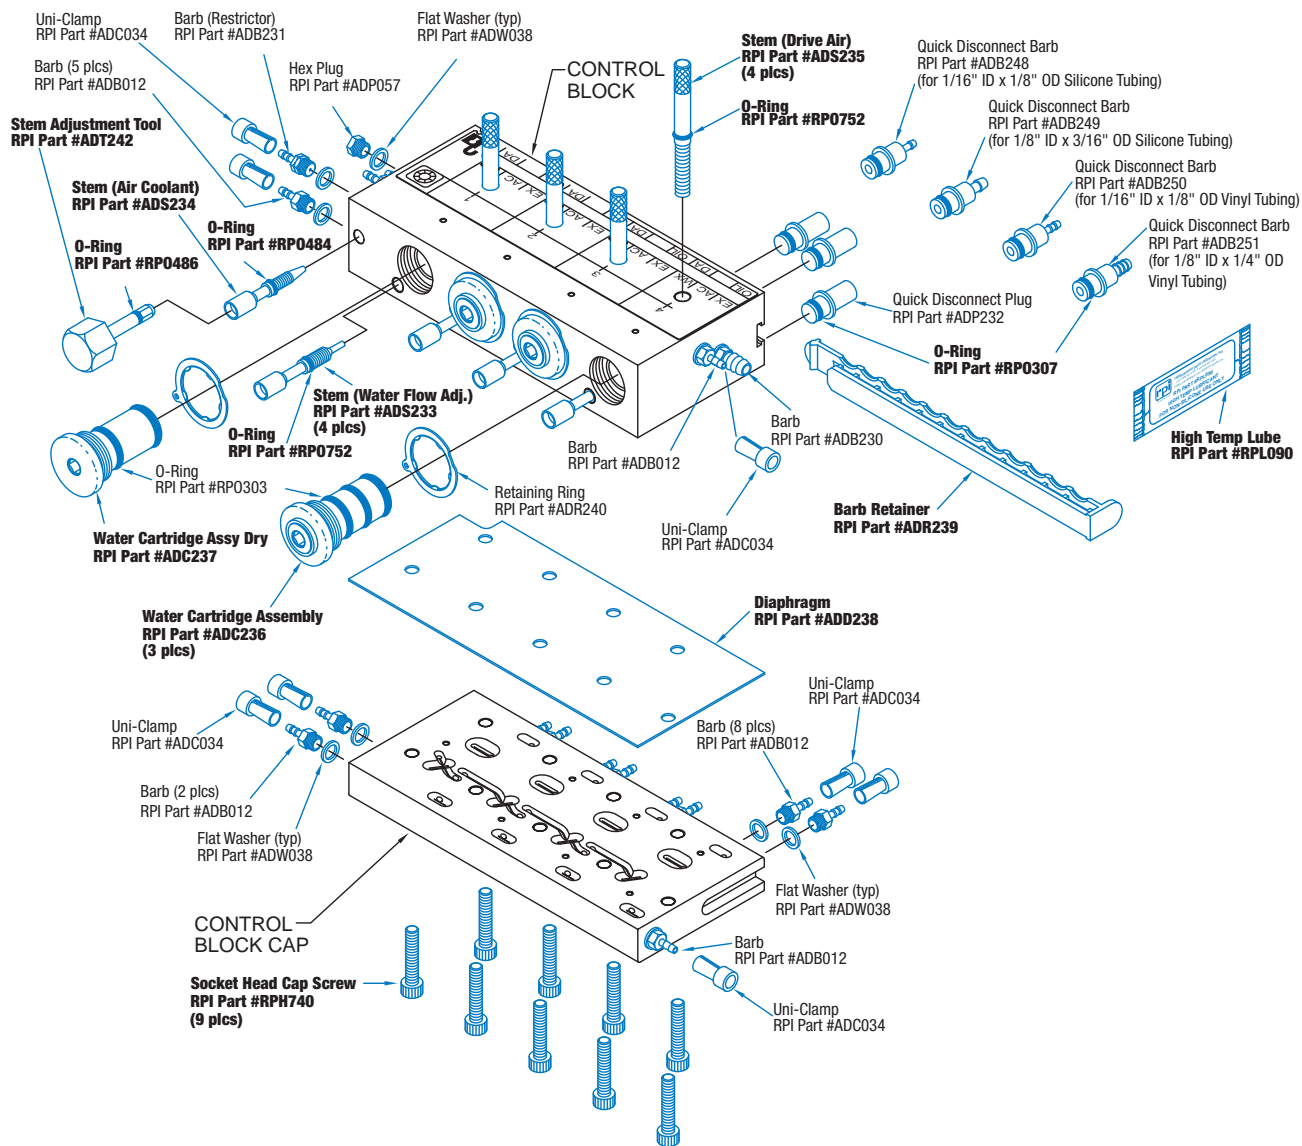 Uni-Clamp
RPI Part #ADC034
Barb (Restrictor)
RPI Part #ADB231
Flat Washer (typ)
RPI Part #ADW038
Barb (5 plcs)
RPI Part #ADB012
Hex Plug
RPI Part #ADP057
CONTROL
BLOCK
Stem (Drive Air)
RPI Part #ADS235
(4 plcs)
O-Ring
RPI Part #RPO752
Quick Disconnect Barb
RPI Part #ADB248
(for 1/16" ID x 1/8" OD Silicone Tubing)
Quick Disconnect Barb
RPI Part #ADB249
(for 1/8" ID x 3/16" OD Silicone Tubing)
Quick Disconnect Barb
RPI Part #ADB250
(for 1/16" ID x 1/8" OD Vinyl Tubing)
Quick Disconnect Barb
RPI Part #ADB251
(for 1/8" ID x 1/4" OD
Vinyl Tubing)
Stem Adjustment Tool
RPI Part #ADT242
Stem (Air Coolant)
RPI Part #ADS234
O-Ring
RPI Part #RPO484
O-Ring
RPI Part #RPO486
1
2
3
4
Quick Disconnect Plug
RPI Part #ADP232
O-Ring
RPI Part #RPO307
rpi
High Temp Lube
RPI Part #RPL090
Stem (Water Flow Adj.)
RPI Part #ADS233
(4 plcs)
O-Ring
RPI Part #RPO752
Barb
RPI Part #ADB230
Barb
RPI Part #ADB012
Uni-Clamp
RPI Part #ADC034
Barb Retainer
RPI Part #ADR239
O-Ring
RPI Part #RPO303
Retaining Ring
RPI Part #ADR240
Water Cartridge Assy Dry
RPI Part #ADC237
Water Cartridge Assembly
RPI Part #ADC236
(3 plcs)
Diaphragm
RPI Part #ADD238
Uni-Clamp
RPI Part #ADC034
Uni-Clamp
RPI Part #ADC034
Barb (8 plcs)
RPI Part #ADB012
Barb (2 plcs)
RPI Part #ADB012
Flat Washer (typ)
RPI Part #ADW038
Flat Washer (typ)
RPI Part #ADW038
CONTROL
BLOCK CAP
Barb
RPI Part #ADB012
Socket Head Cap Screw
RPI Part #RPH740
(9 plcs)
Uni-Clamp
RPI Part #ADC034